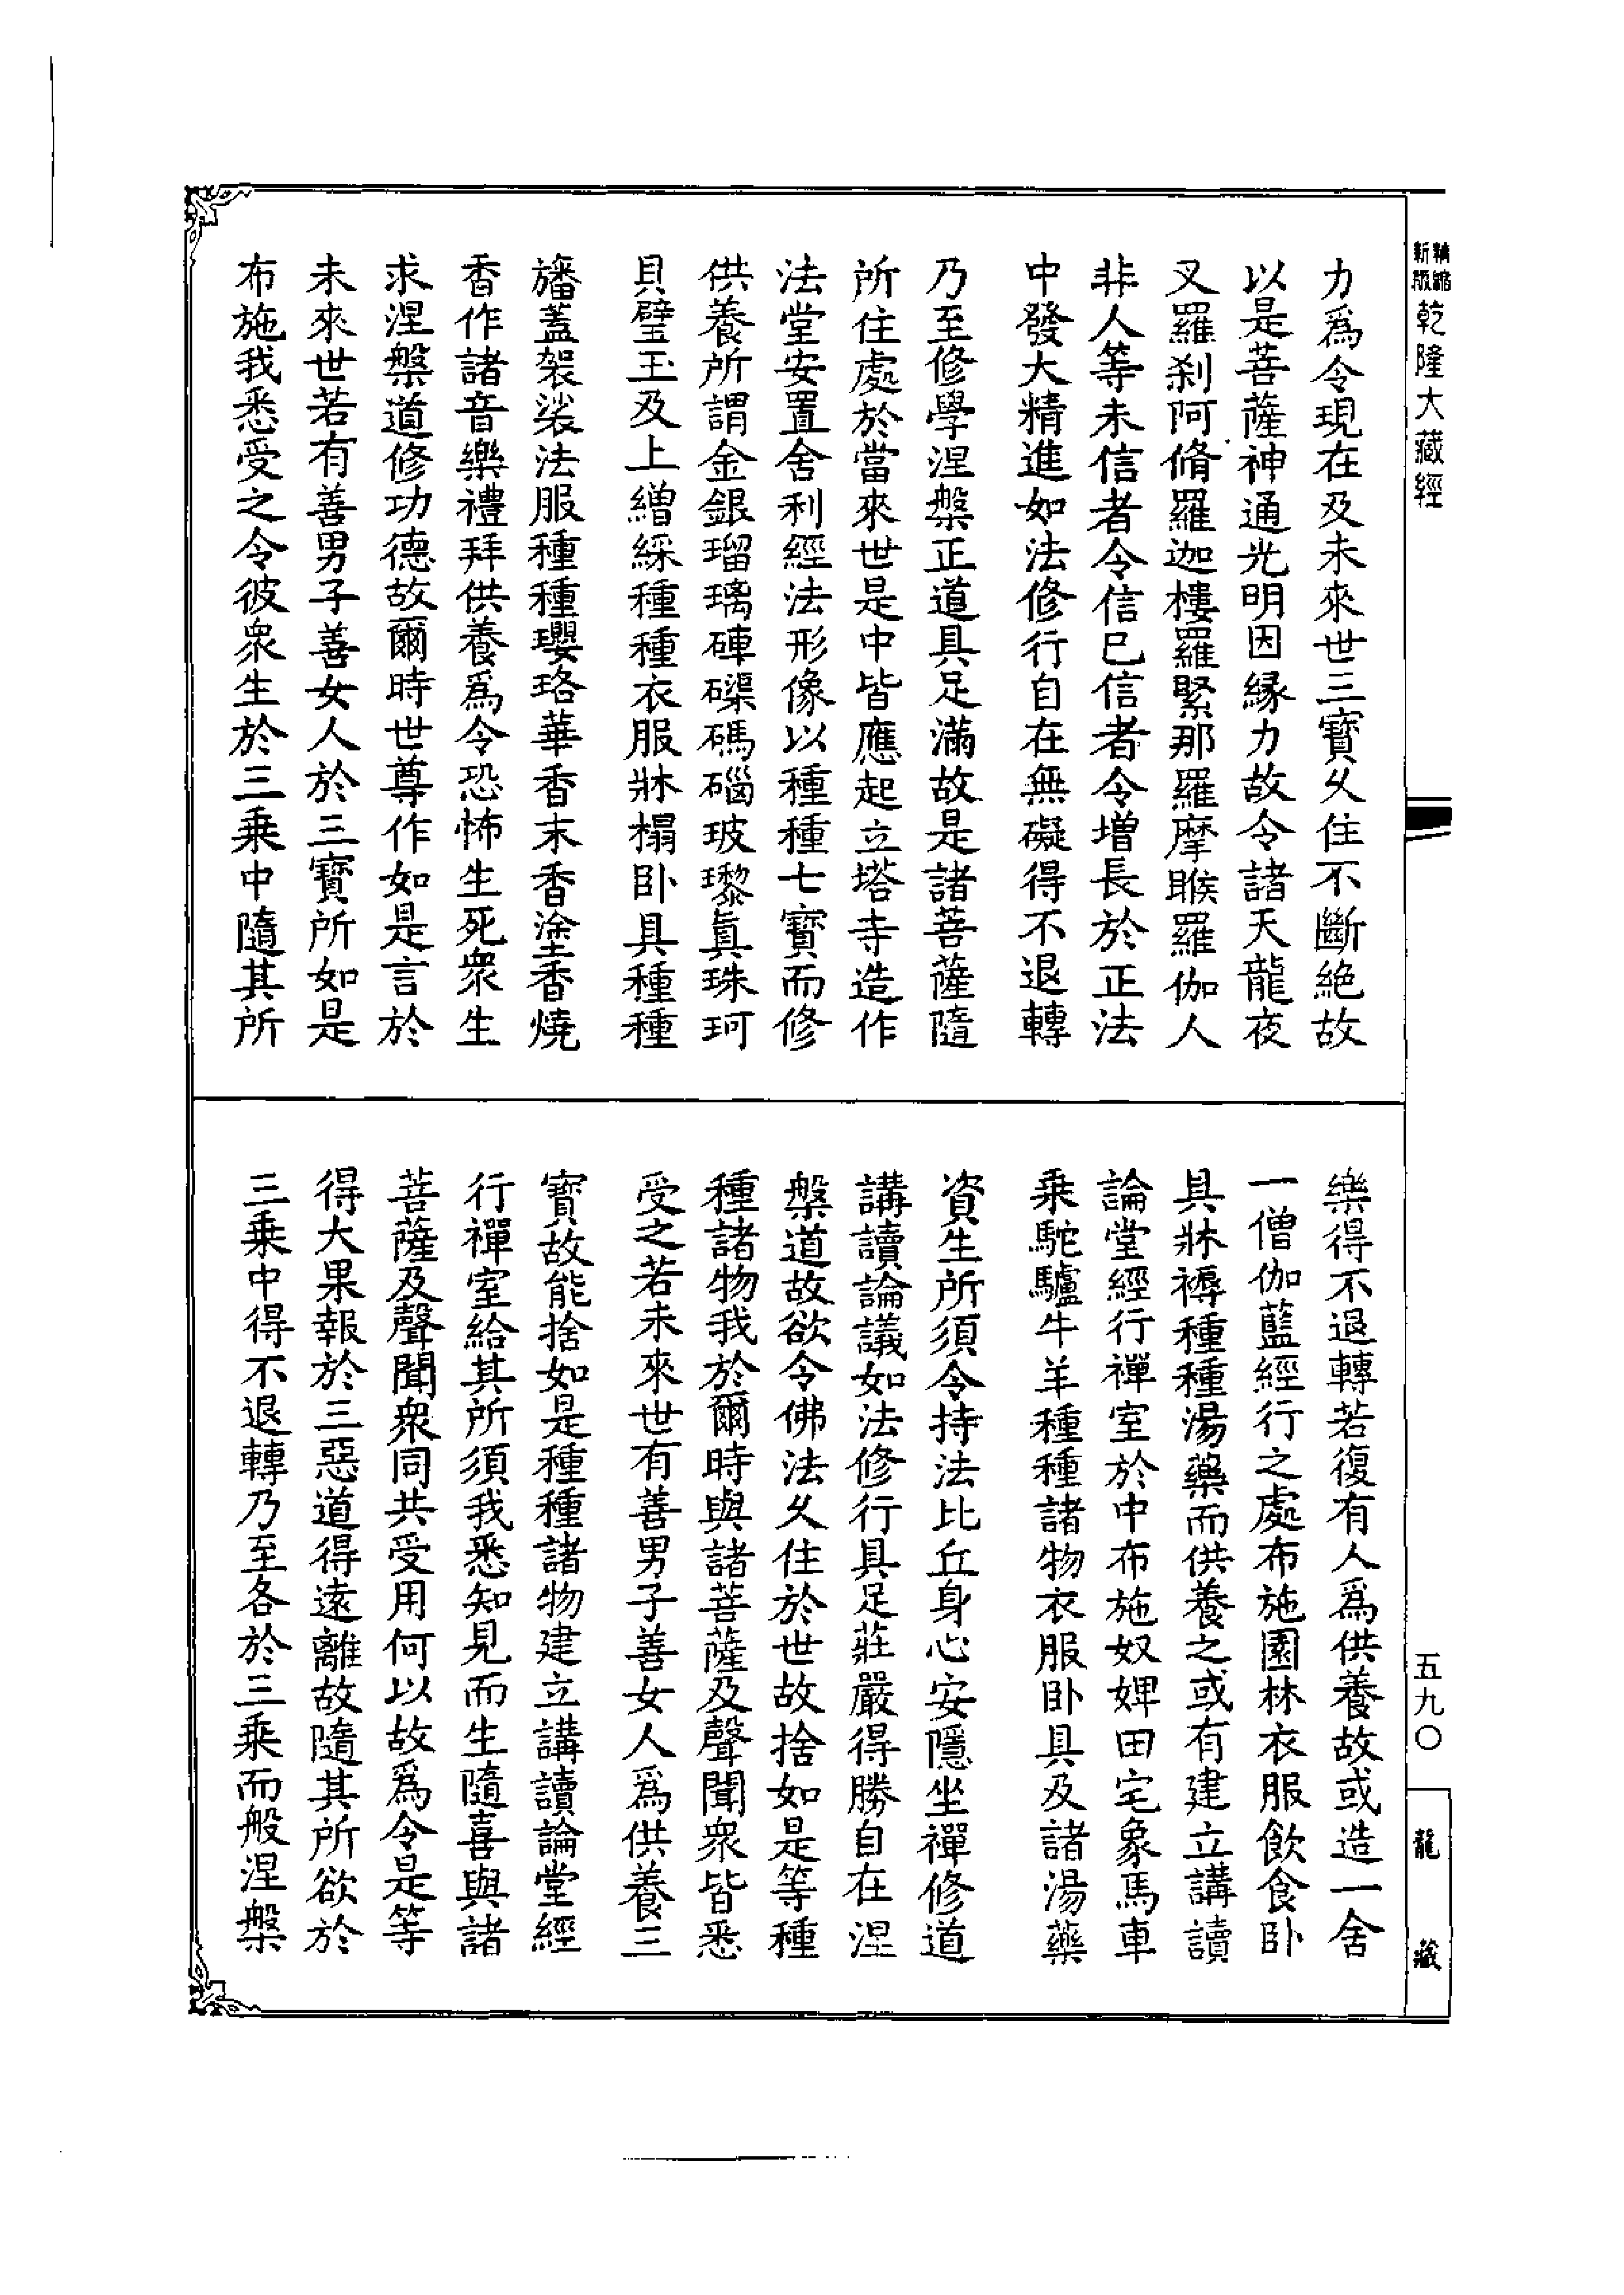 精縮新版乾隆大藏經
力爲令現在及未來世三寶久住不斷絶故
以是菩薩神通光明因縁力故令諸天龍夜
叉羅刹阿脩羅迦樓羅緊那羅摩睺羅伽人
非人等未信者令信已信者令增長於正法
中發大精進如法修行自在無礙得不退轉
乃至修學涅槃正道具足滿故是諸菩薩隨
所住處於當來世是中皆應起立塔寺造作
法堂安置舍利經法形像以種種七寶而修
供養所謂金銀瑠璃硨磲碼碯玻瓈眞珠珂
貝璧玉及上繒綵種種衣服牀榻卧具種種
旛蓋袈裟法服種種瓔珞華香末香塗香燒
香作諸音樂禮拜供養爲令恐怖生死衆生
求涅槃道修功德故爾時世尊作如是言於
未來世若有善男子善女人於三寶所如是
布施我悉受之令彼衆生於三乘中隨其所
樂得不退轉若復有人爲供養故或造一舍
一僧伽藍經行之處布施園林衣服飲食卧
具牀褥種種湯藥而供養之或有建立講讀
論堂經行禪室於中布施奴婢田宅象馬車
乘駝驢牛羊種種諸物衣服卧具及諸湯藥
資生所須令持法比丘身心安隱坐禪修道
講讀論議如法修行具足莊嚴得勝自在涅
槃道故欲令佛法久住於世故捨如是等種
種諸物我於爾時與諸菩薩及聲聞衆皆悉
受之若未來世有善男子善女人爲供養三
寶故能捨如是種種諸物建立講讀論堂經
行禪室給其所須我悉知見而生隨喜與諸
菩薩及聲聞衆同共受用何以故爲令是等
得大果報於三惡道得遠離故隨其所欲於
三乘中得不退轉乃至各於三乘而般涅槃
五九〇
龍藏